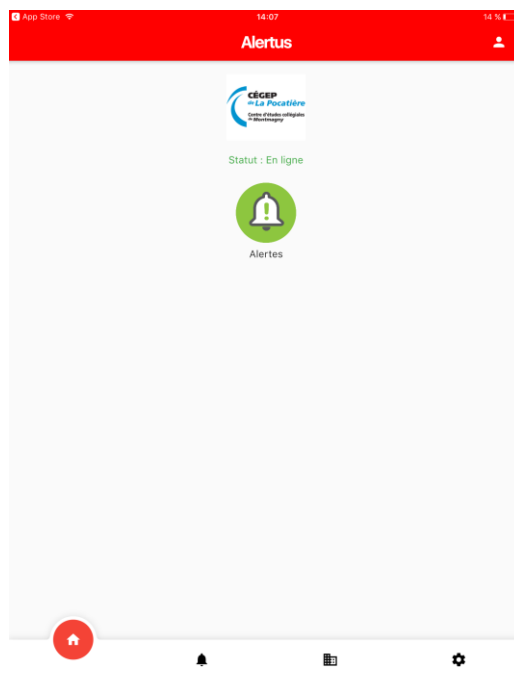 App Store
14:07
14 %
Alertus
CÉGEP
de La Pocatière
Centre d'études collégiales
de Montmagny
Statut : En ligne
Alertes